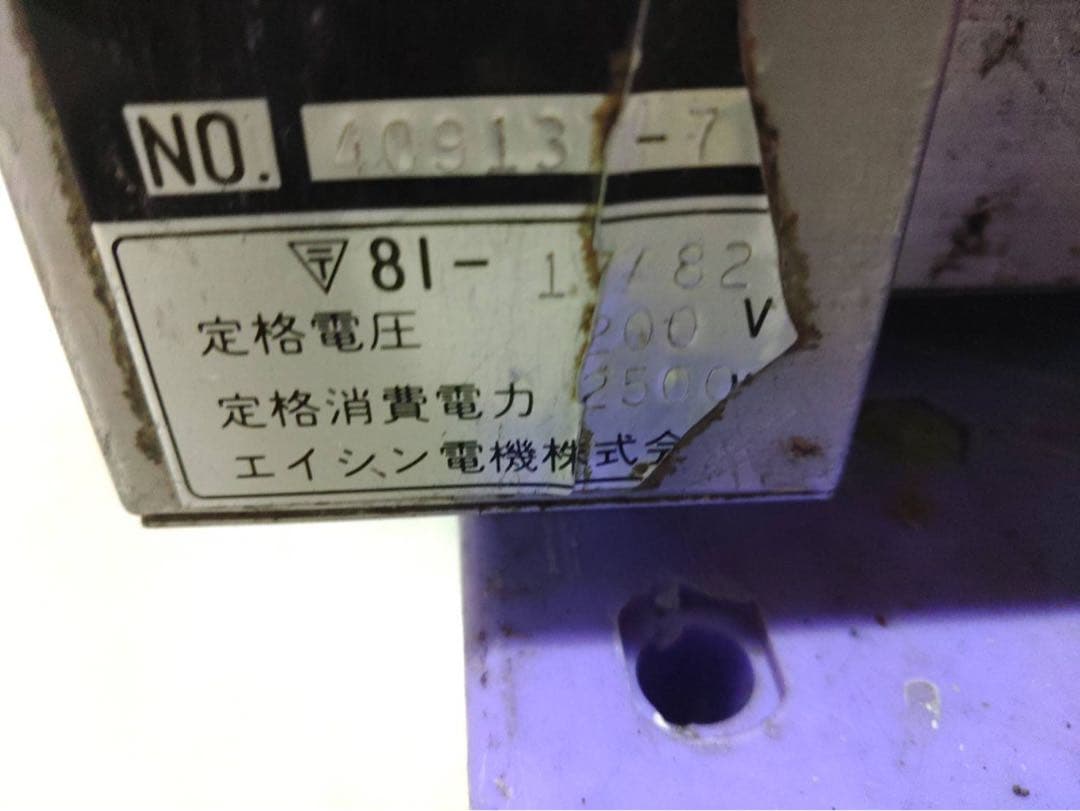 NO. 40913 -7
〒81- 17/82
定格電圧 200 V
定格消費電力 2500
エイシン電機株式会